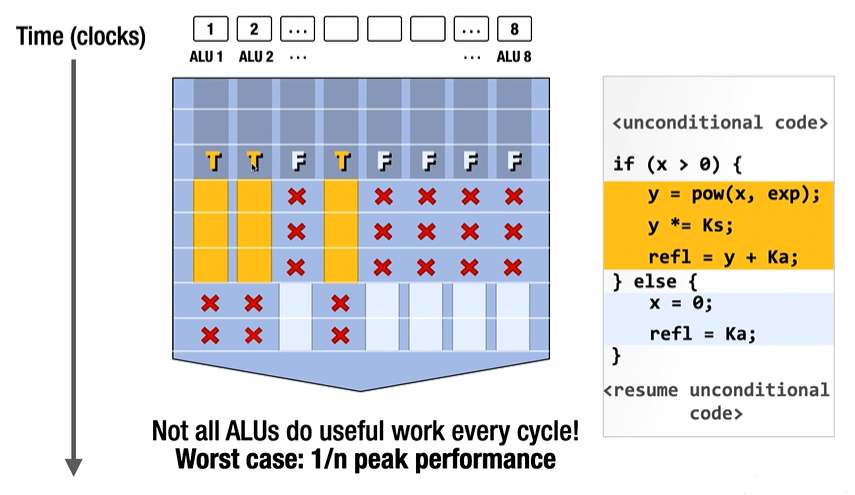 1 2 ... ... 8
Time (clocks)
ALU 1 ALU 2 ... ... ALU 8
<unconditional code>
T T F T F F F F
if (x > 0) {
y = pow(x, exp);
y *= Ks;
refl = y + Ka;
} else {
x = 0;
refl = Ka;
}
<resume unconditional
code>
Not all ALUs do useful work every cycle!
Worst case: 1/n peak performance